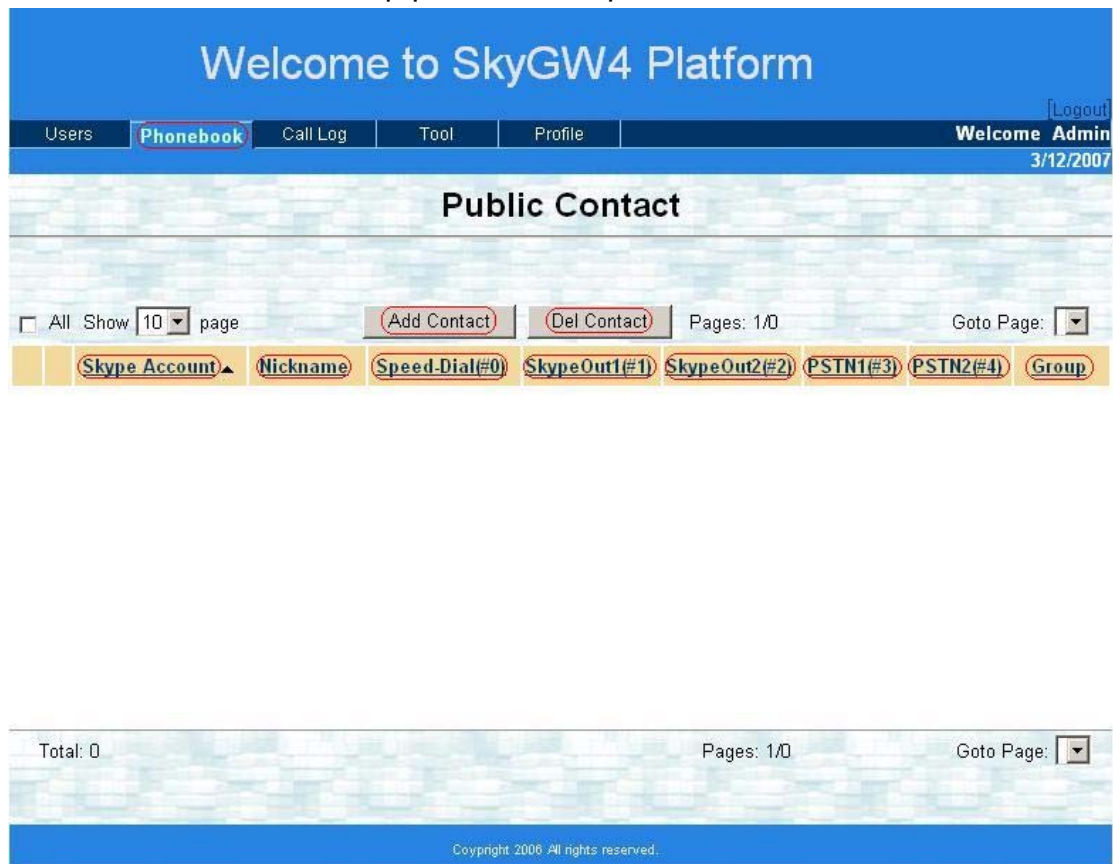 Welcome to SkyGW4 Platform
[Logout]
Users Phonebook Call Log Tool Profile Welcome Admin
3/12/2007
Public Contact
All Show 10 page Add Contact Del Contact Pages: 1/0 Goto Page:
Skype Account Nickname Speed-Dial(#0) SkypeOut1(#1) SkypeOut2(#2) PSTN1(#3) PSTN2(#4) Group
Total: 0 Pages: 1/0 Goto Page:
Coypright 2006 All rights reserved.